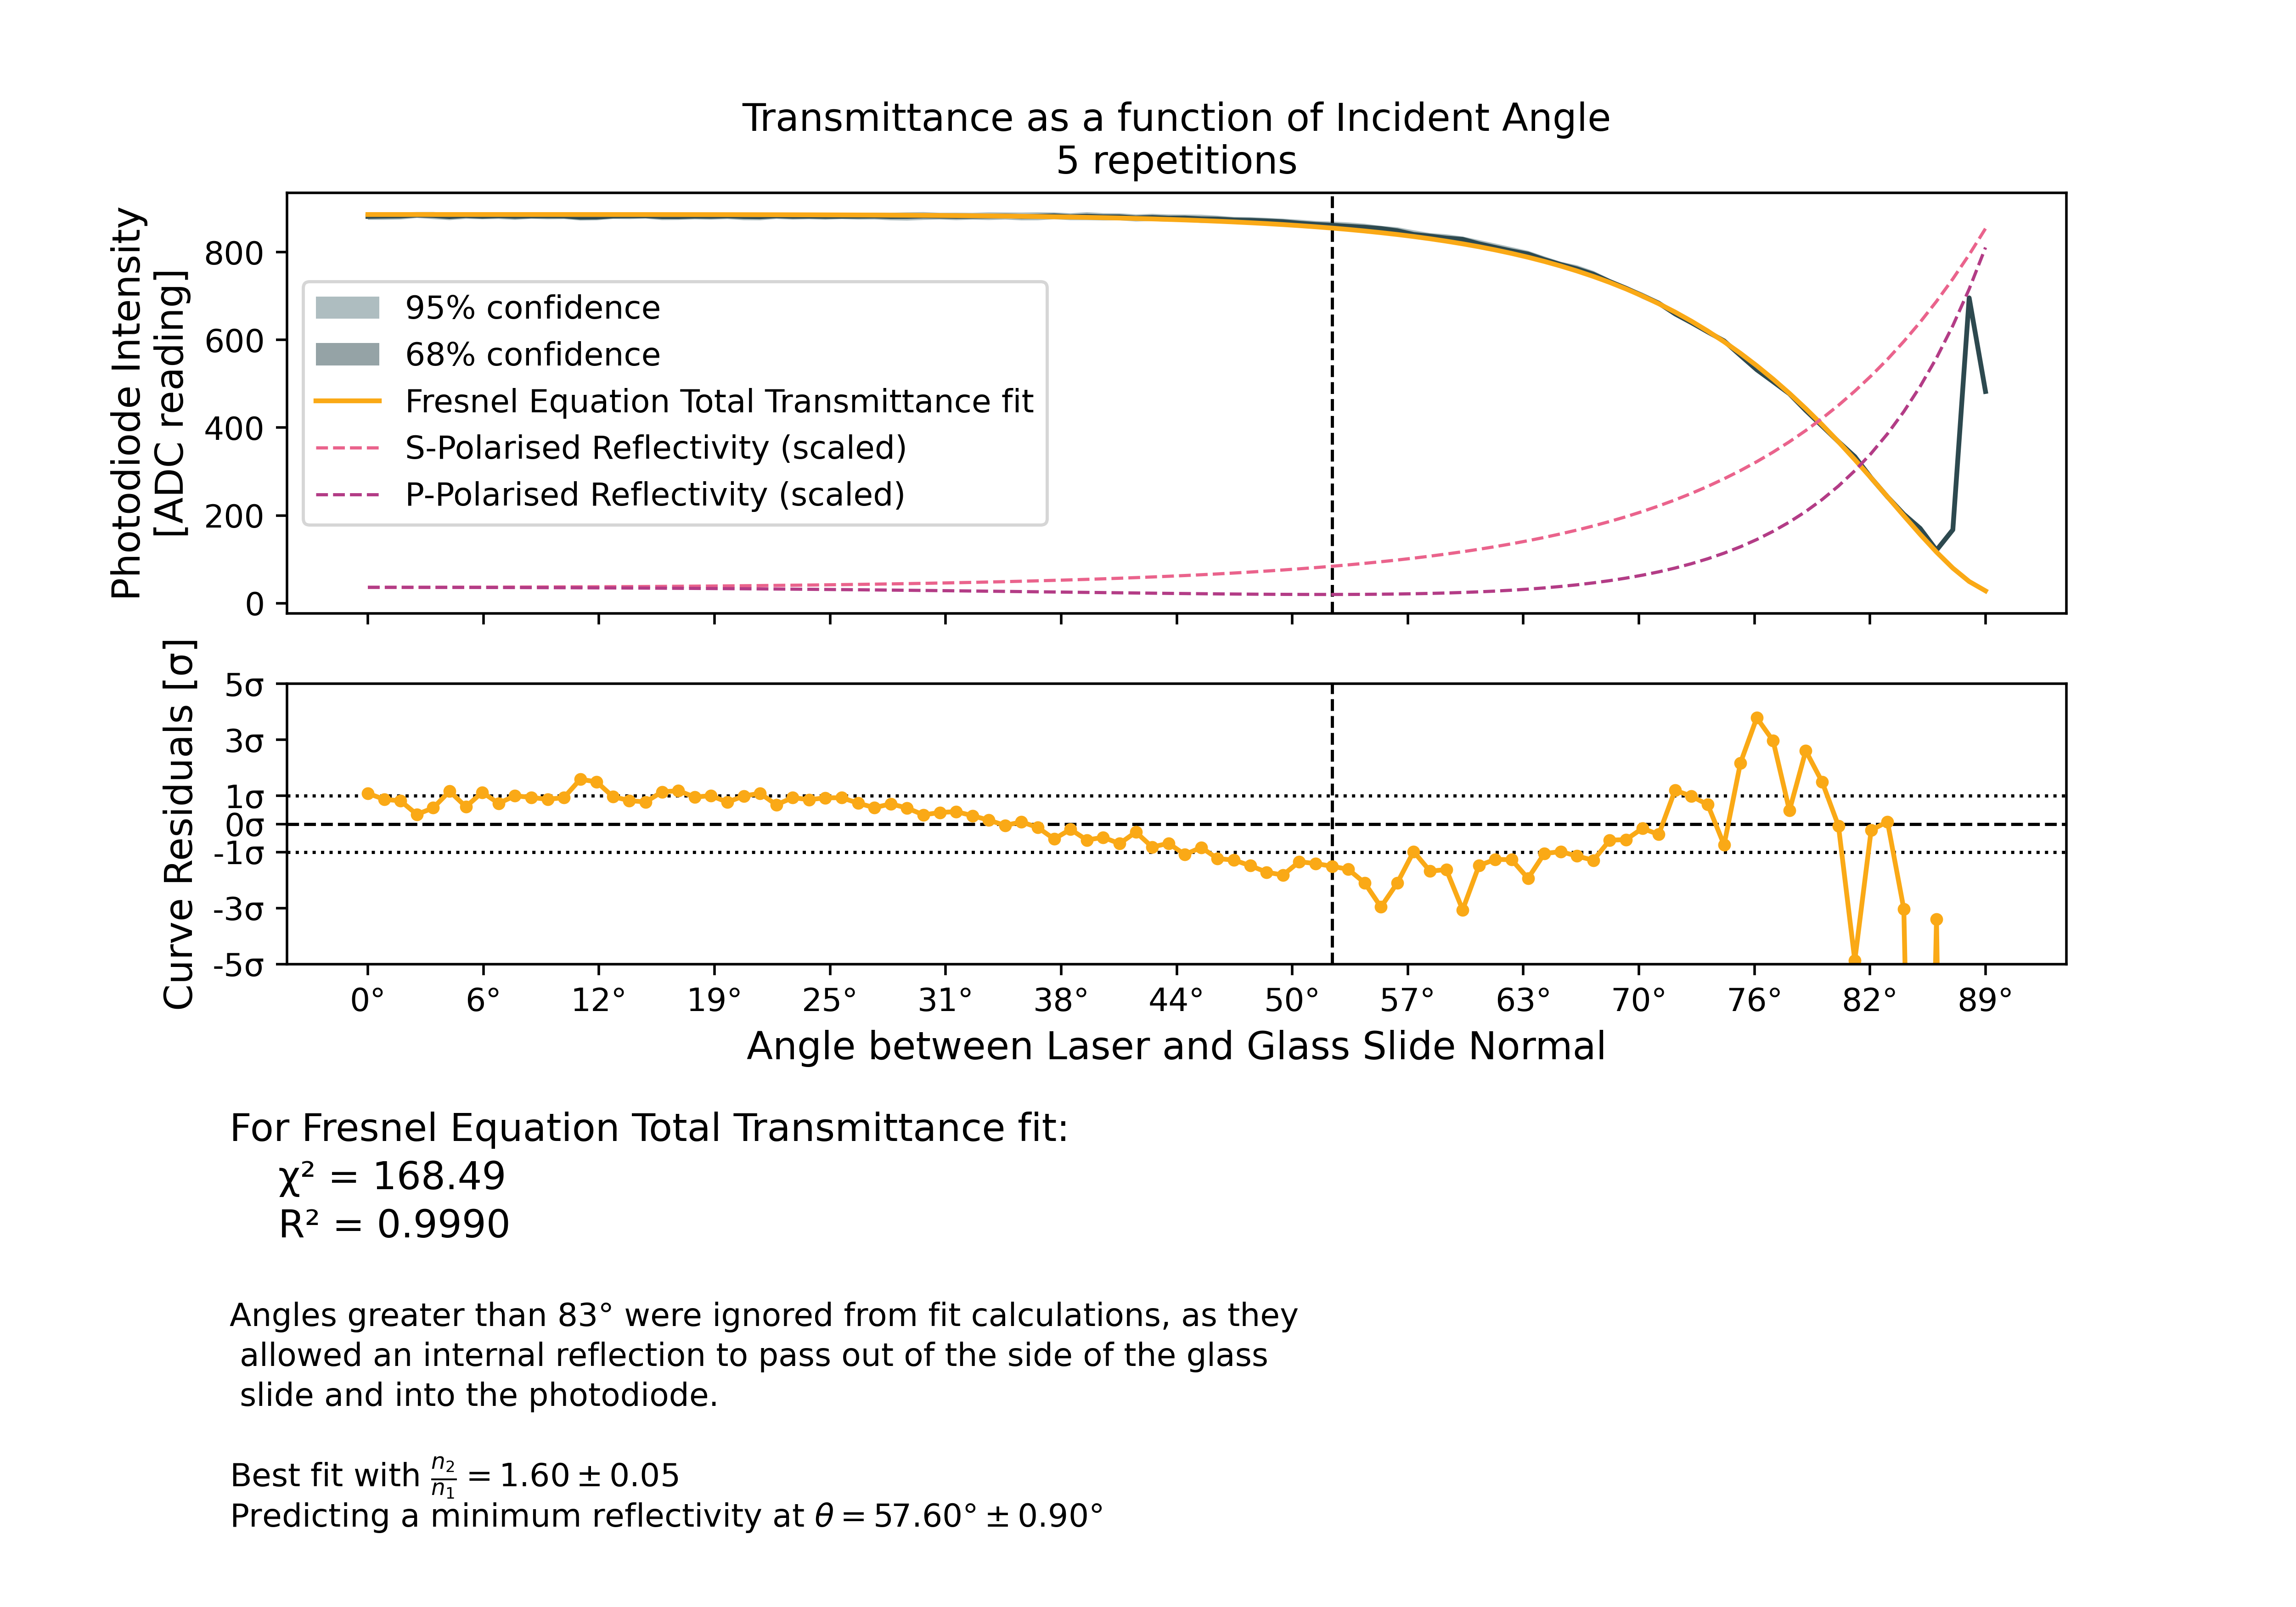 Transmittance as a function of Incident Angle
5 repetitions
Photodiode Intensity
[ADC reading]
800
600
400
200
0
95% confidence
68% confidence
Fresnel Equation Total Transmittance fit
S-Polarised Reflectivity (scaled)
P-Polarised Reflectivity (scaled)
Curve Residuals [σ]
5σ
3σ
1σ
0σ
-1σ
-3σ
-5σ
0° 6° 12° 19° 25° 31° 38° 44° 50° 57° 63° 70° 76° 82° 89°
Angle between Laser and Glass Slide Normal
For Fresnel Equation Total Transmittance fit:
χ² = 168.49
R² = 0.9990
Angles greater than 83° were ignored from fit calculations, as they
allowed an internal reflection to pass out of the side of the glass
slide and into the photodiode.
Best fit with n₂/n₁ = 1.60 ± 0.05
Predicting a minimum reflectivity at θ = 57.60° ± 0.90°